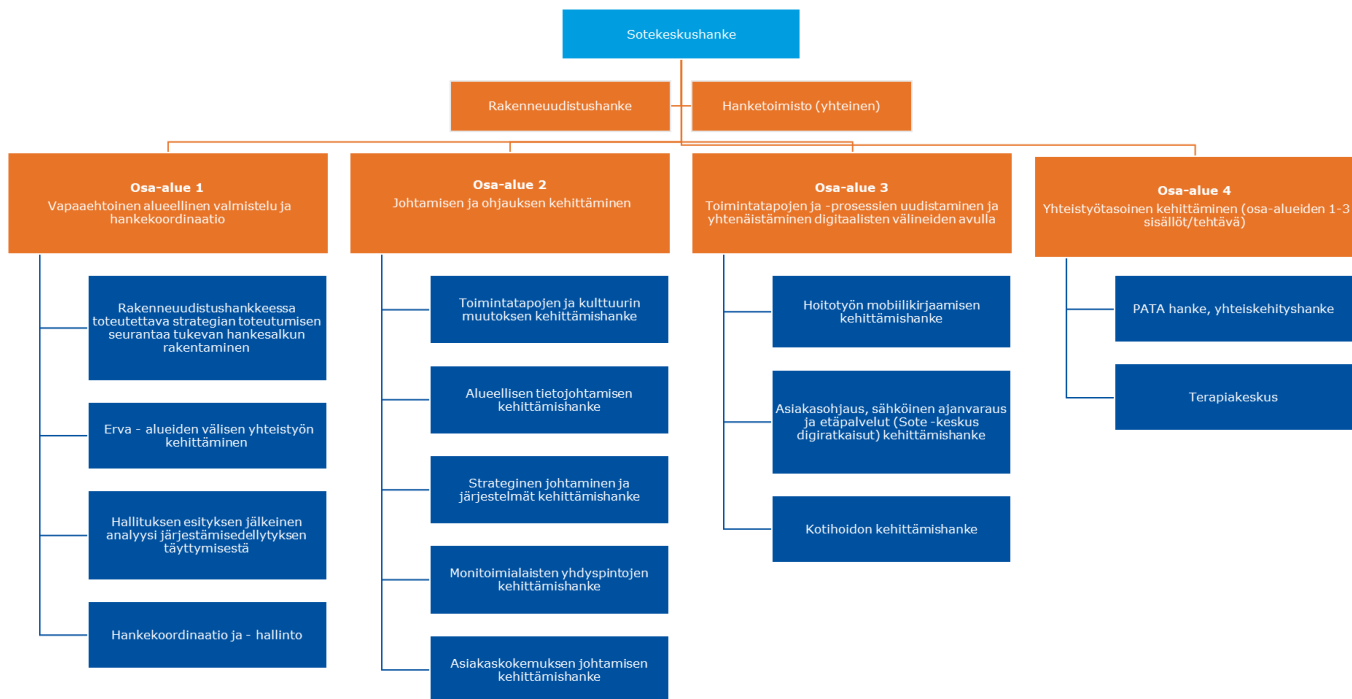 Sotekeskushanke
Rakenneuudistushanke
Hanketoimisto (yhteinen)
Osa-alue 1
Vapaaehtoinen alueellinen valmistelu ja
hankekoordinaatio
Rakenneuudistushankkeessa
toteutettava strategian toteutumisen
seurantaa tukevan hankesalkun
rakentaminen
Erva - alueiden välisen yhteistyön
kehittäminen
Hallituksen esityksen jälkeinen
analyysi järjestämisedellytyksen
täyttymisestä
Hankekoordinaatio ja - hallinto
Osa-alue 2
Johtamisen ja ohjauksen kehittäminen
Toimintatapojen ja kulttuurin
muutoksen kehittämishanke
Alueellisen tietojohtamisen
kehittämishanke
Strateginen johtaminen ja
järjestelmät kehittämishanke
Monitoimialaisten yhdyspintojen
kehittämishanke
Asiakaskokemuksen johtamisen
kehittämishanke
Osa-alue 3
Toimintatapojen ja -prosessien uudistaminen ja
yhtenäistäminen digitaalisten välineiden avulla
Hoitotyön mobiilikirjaamisen
kehittämishanke
Asiakasohjaus, sähköinen ajanvaraus
ja etäpalvelut (Sote -keskus
digiratkaisut) kehittämishanke
Kotihoidon kehittämishanke
Osa-alue 4
Yhteistyötasoinen kehittäminen (osa-alueiden 1-3
sisällöt/tehtävä)
PATA hanke, yhteiskehityshanke
Terapiakeskus